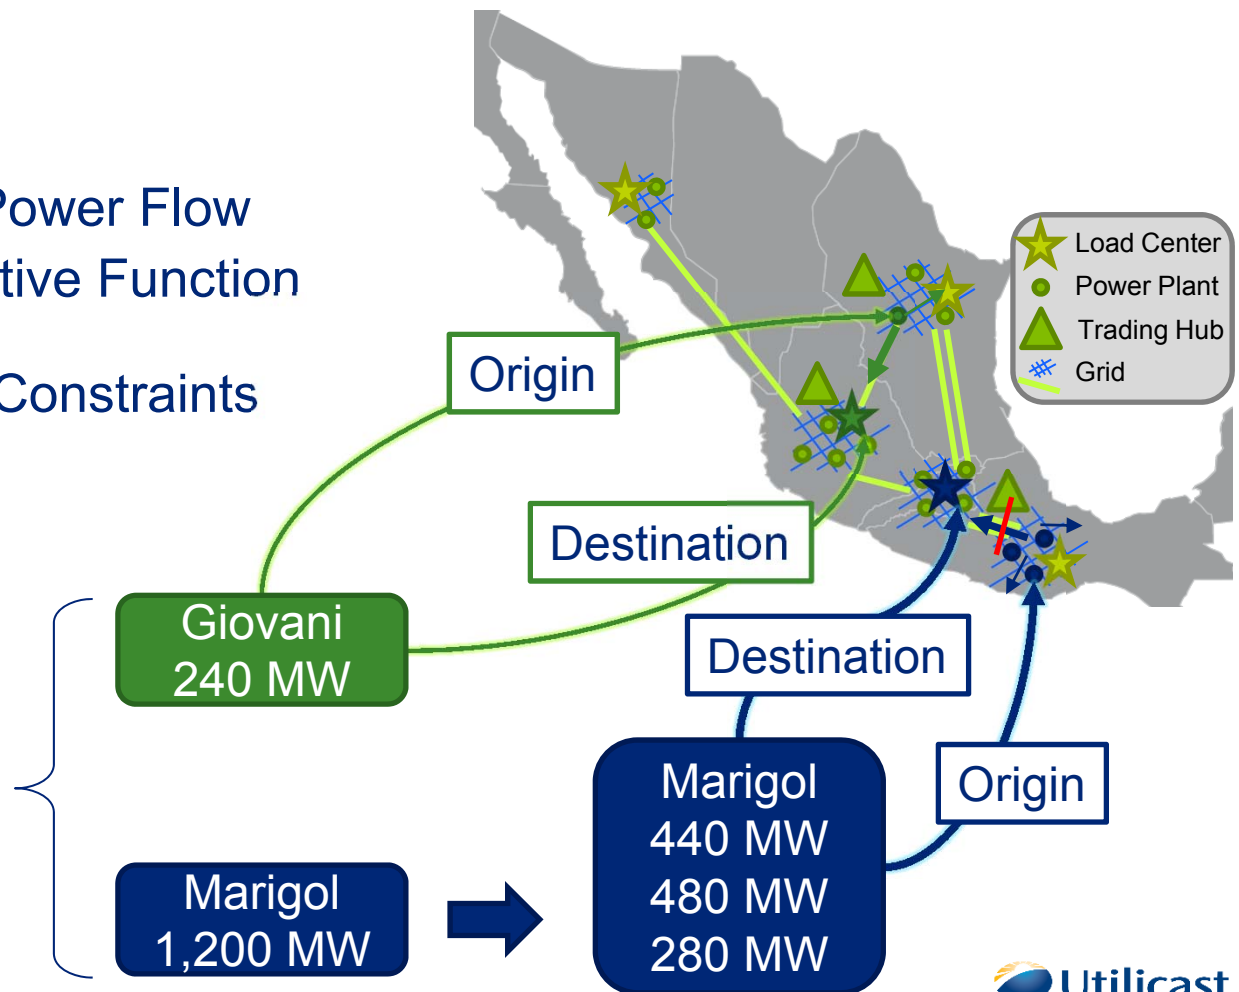 Power Flow
tive Function
Constraints
Load Center
Power Plant
Trading Hub
Grid
Origin
Destination
Giovani
240 MW
Destination
Origin
Marigol
440 MW
480 MW
280 MW
Marigol
1,200 MW
Utilicast